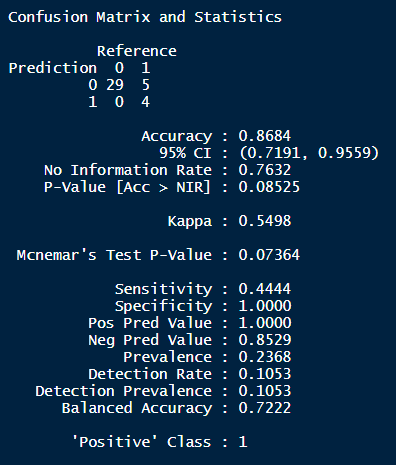 Confusion Matrix and Statistics
Reference
Prediction 0 1
0 29 5
1 0 4
Accuracy : 0.8684
95% CI : (0.7191, 0.9559)
No Information Rate : 0.7632
P-Value [Acc > NIR] : 0.08525
Kappa : 0.5498
Mcnemar's Test P-Value : 0.07364
Sensitivity : 0.4444
Specificity : 1.0000
Pos Pred Value : 1.0000
Neg Pred Value : 0.8529
Prevalence : 0.2368
Detection Rate : 0.1053
Detection Prevalence : 0.1053
Balanced Accuracy : 0.7222
'Positive' Class : 1